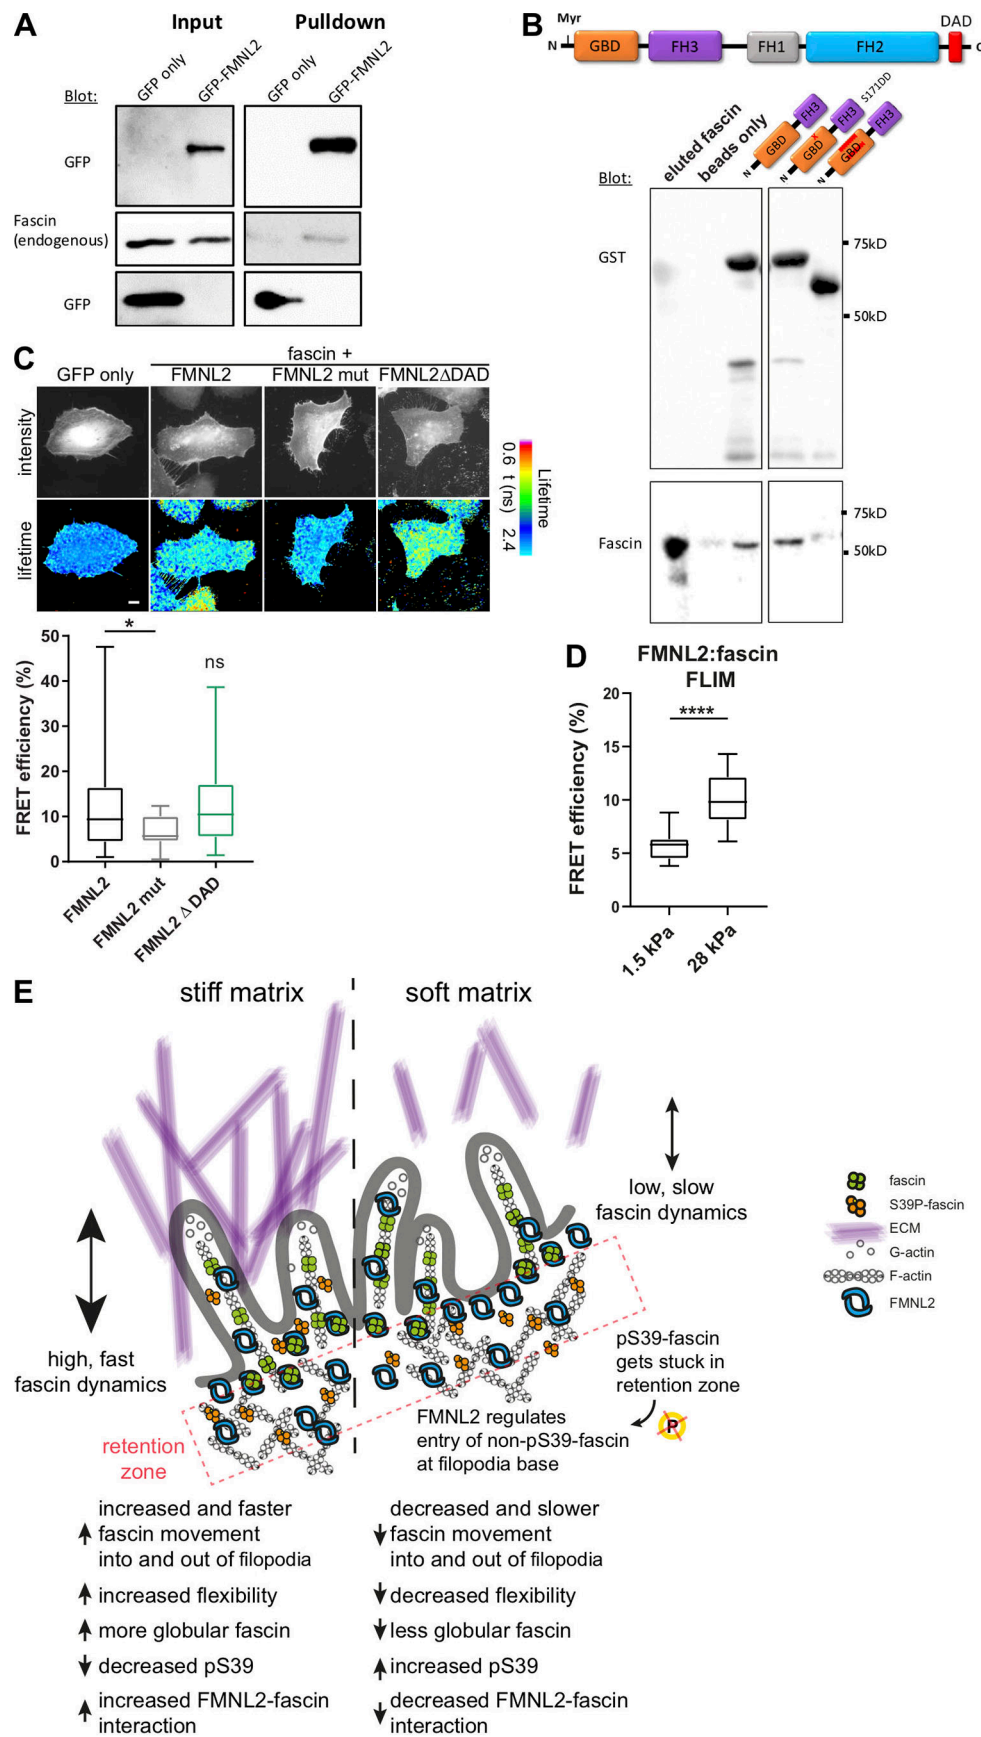 A
Input
Pulldown
GFP only
GFP-FMNL2
GFP only
GFP-FMNL2
Blot:
GFP
Fascin
(endogenous)
GFP
B
Myr
DAD
N
GBD
FH3
FH1
FH2
eluted fascin
beads only
N
GBD
FH3
N
GBD
x
FH3
S171DD
N
GBD
FH3
Blot:
GST
75kD
50kD
Fascin
75kD
50kD
C
fascin +
GFP only
FMNL2
FMNL2 mut
FMNL2ΔDAD
intensity
lifetime
0.6 t (ns) 2.4
Lifetime
FRET efficiency (%)
50
40
30
20
10
0
*
ns
FMNL2
FMNL2 mut
FMNL2 Δ DAD
D
FMNL2:fascin
FLIM
FRET efficiency (%)
20
15
10
5
0
****
1.5 kPa
28 kPa
E
stiff matrix
soft matrix
high, fast
fascin dynamics
low, slow
fascin dynamics
retention
zone
FMNL2 regulates
entry of non-pS39-fascin
at filopodia base
pS39-fascin
gets stuck in
retention zone
P
fascin
S39P-fascin
ECM
G-actin
F-actin
FMNL2
increased and faster
fascin movement
into and out of filopodia
increased flexibility
more globular fascin
decreased pS39
increased FMNL2-fascin
interaction
decreased and slower
fascin movement
into and out of filopodia
decreased flexibility
less globular fascin
increased pS39
decreased FMNL2-fascin
interaction